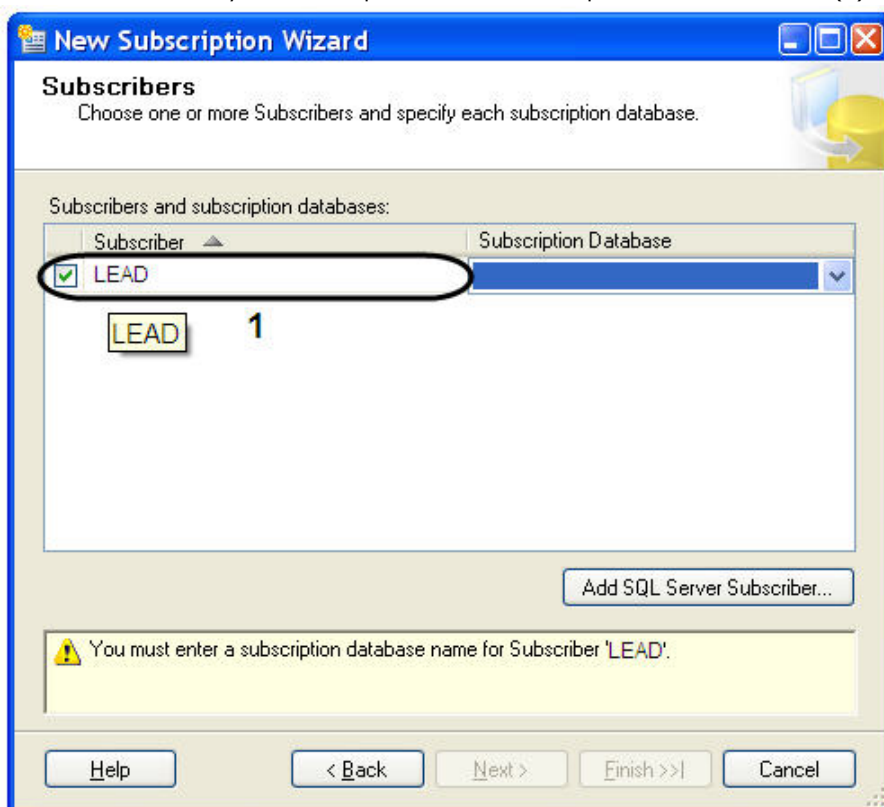 New Subscription Wizard
Subscribers
Choose one or more Subscribers and specify each subscription database.
Subscribers and subscription databases:
Subscriber Subscription Database
LEAD
LEAD 1
Add SQL Server Subscriber...
You must enter a subscription database name for Subscriber 'LEAD'.
Help < Back Next > Finish >>| Cancel